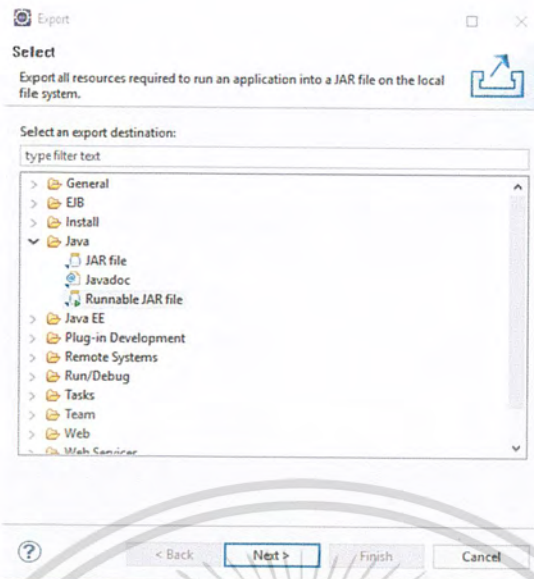 Export
Select
Export all resources required to run an application into a JAR file on the local
file system.
Select an export destination:
type filter text
General
EJB
Install
Java
JAR file
Javadoc
Runnable JAR file
Java EE
Plug-in Development
Remote Systems
Run/Debug
Tasks
Team
Web
Web Services
?
< Back
Next >
Finish
Cancel